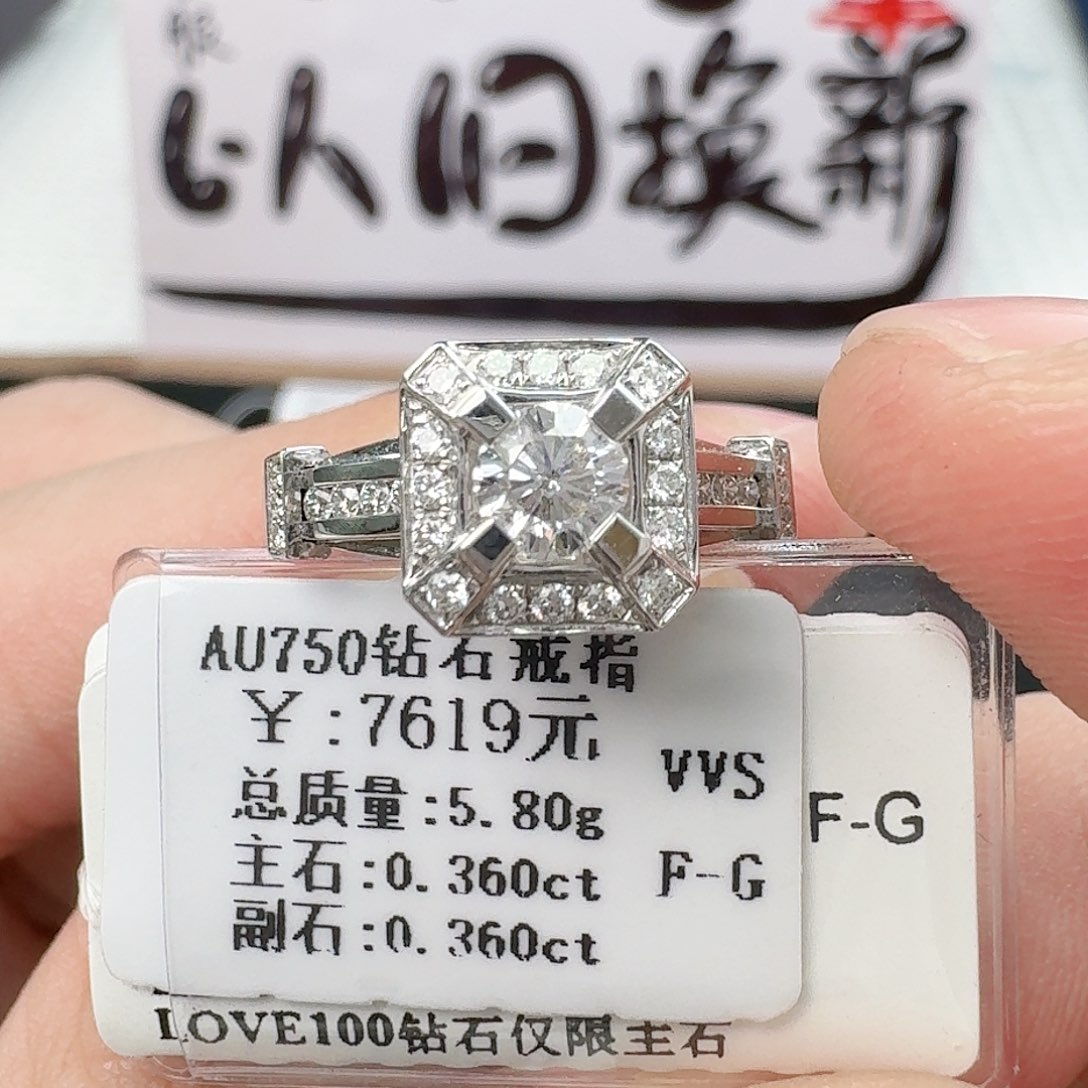 以旧换新
AU750钻石戒指
¥:7619元
VVS
总质量:5.80g
F-G
主石:0.360ct
F-G
副石:0.360ct
LOVE100钻石仅限主石